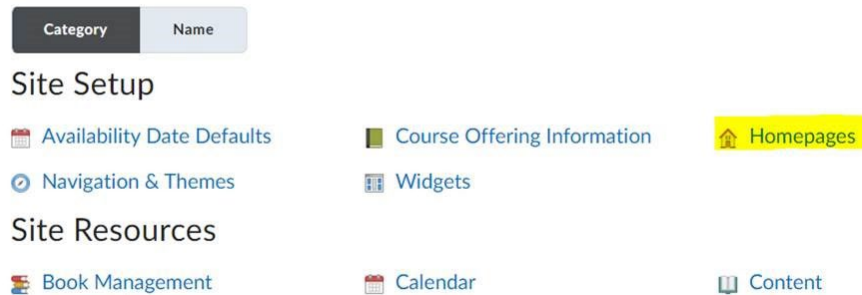 Category Name
Site Setup
Availability Date Defaults Course Offering Information Homepages
Navigation & Themes Widgets
Site Resources
Book Management Calendar Content